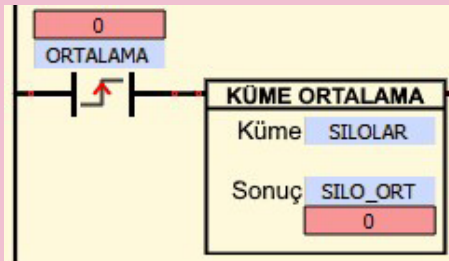 0
ORTALAMA
KÜME ORTALAMA
Küme SILOLAR
Sonuç SILO_ORT
0